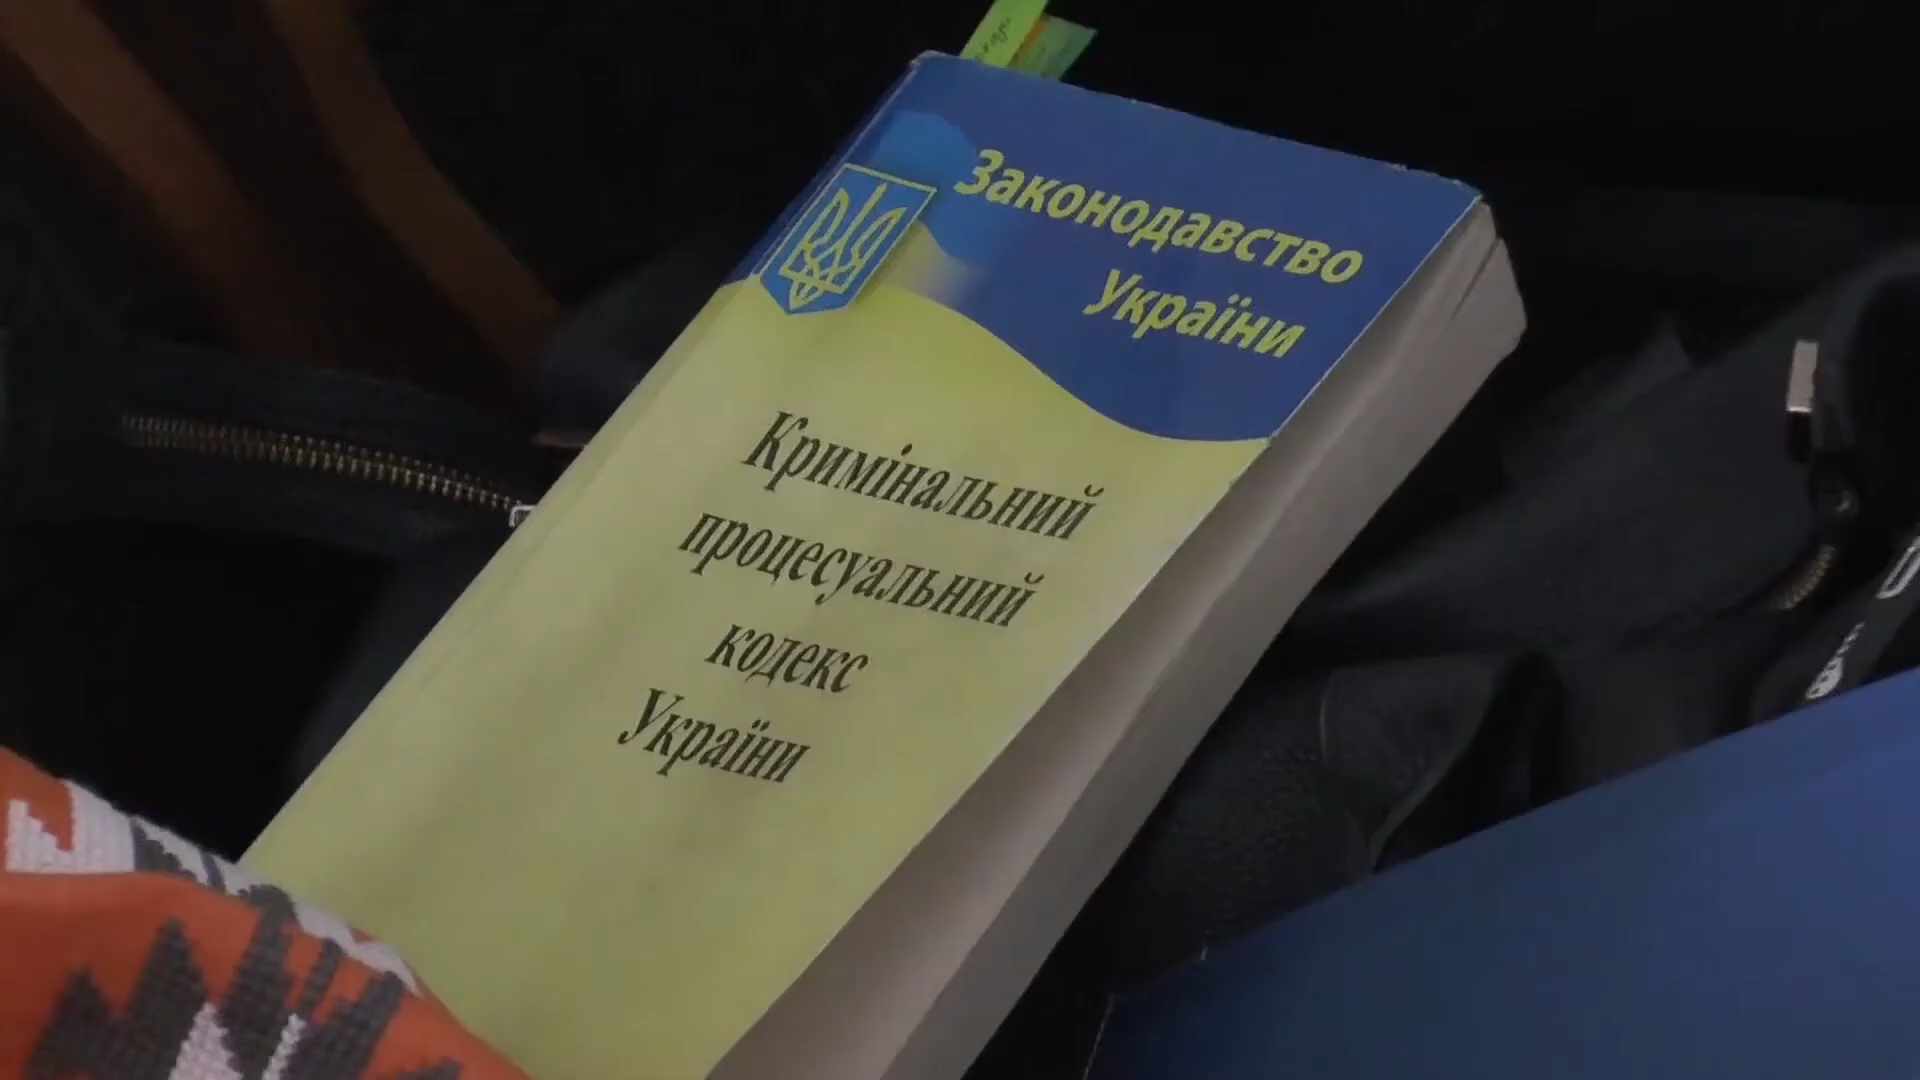 Законодавство
України
Кримінальний
процесуальний
кодекс
України